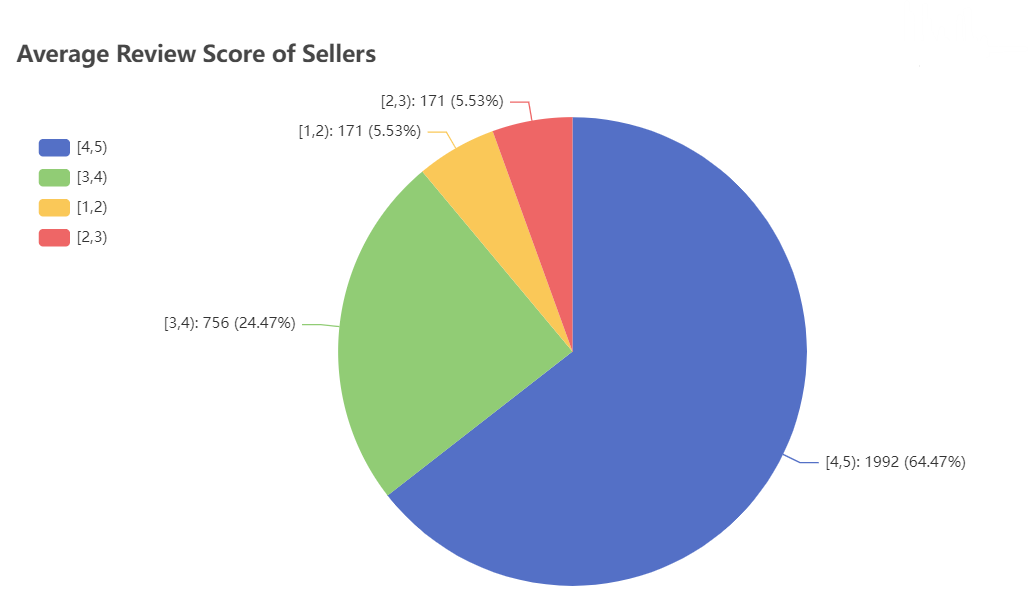 Average Review Score of Sellers
[4,5)
[3,4)
[1,2)
[2,3)
[2,3): 171 (5.53%)
[1,2): 171 (5.53%)
[3,4): 756 (24.47%)
[4,5): 1992 (64.47%)